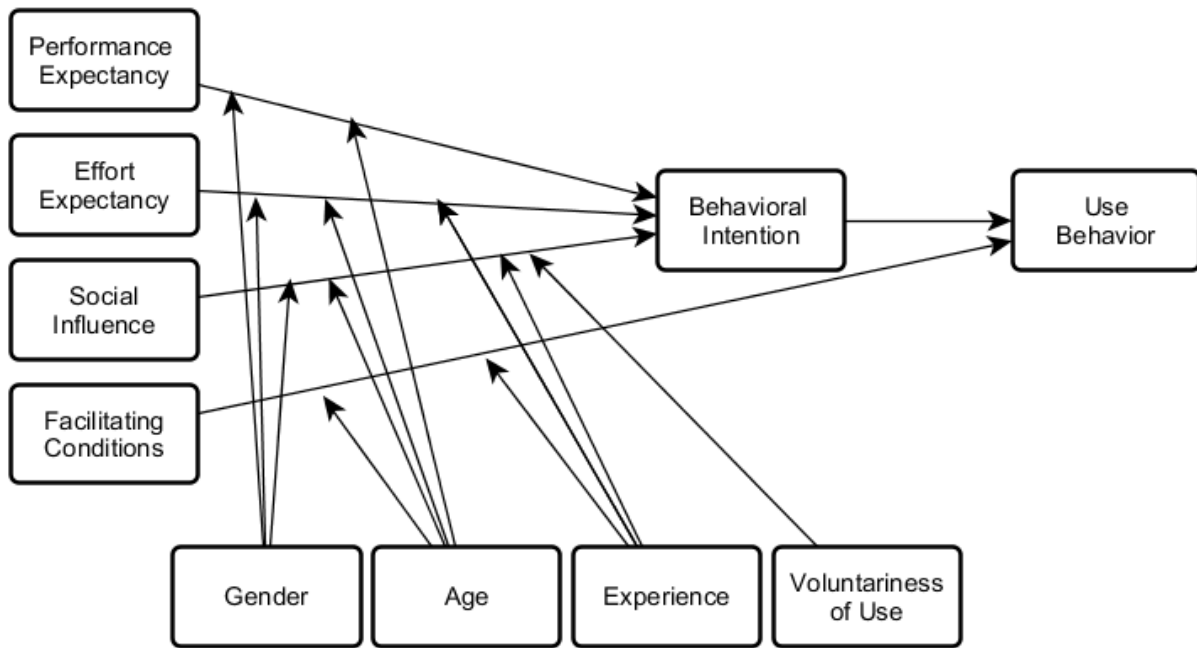 Performance
Expectancy
Effort
Expectancy
Social
Influence
Facilitating
Conditions
Behavioral
Intention
Use
Behavior
Gender
Age
Experience
Voluntariness
of Use